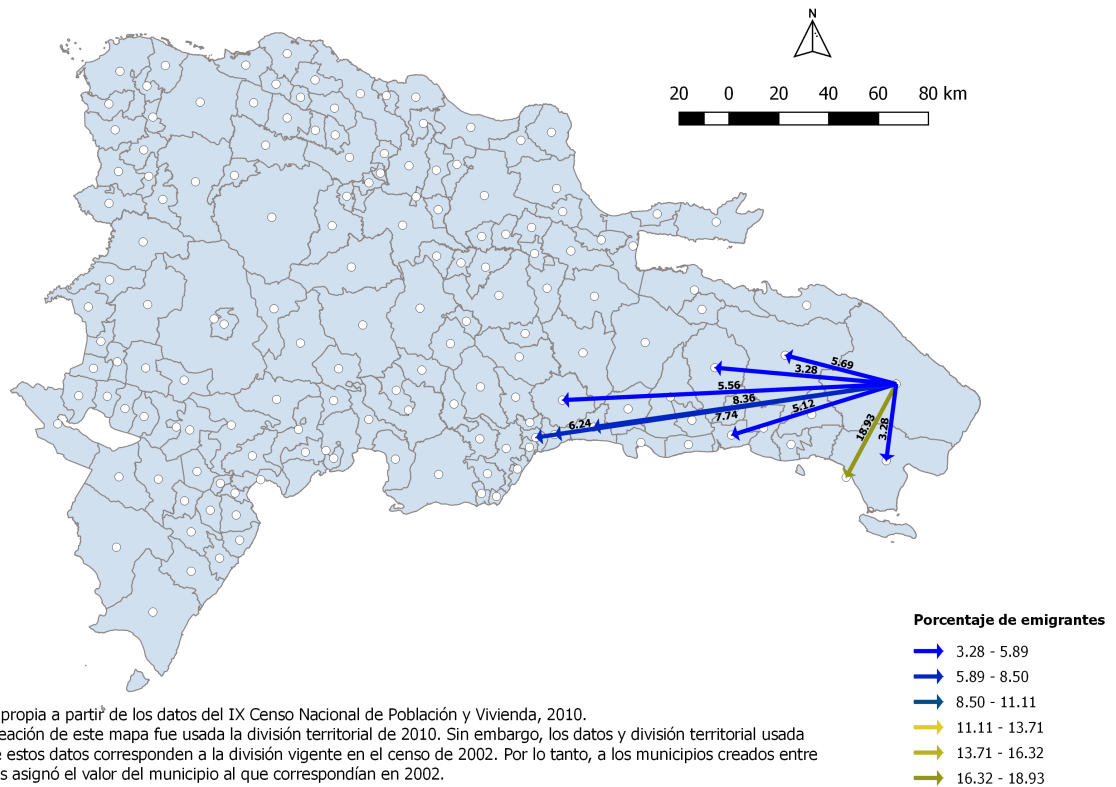 N
20 0 20 40 60 80 km
5.69
3.28
5.56
8.36
7.74
5.12
6.24
18.93
3.28
Porcentaje de emigrantes
3.28 - 5.89
5.89 - 8.50
8.50 - 11.11
11.11 - 13.71
13.71 - 16.32
16.32 - 18.93
propia a partir de los datos del IX Censo Nacional de Población y Vivienda, 2010.
eación de este mapa fue usada la división territorial de 2010. Sin embargo, los datos y división territorial usada
e estos datos corresponden a la división vigente en el censo de 2002. Por lo tanto, a los municipios creados entre
s asignó el valor del municipio al que correspondían en 2002.